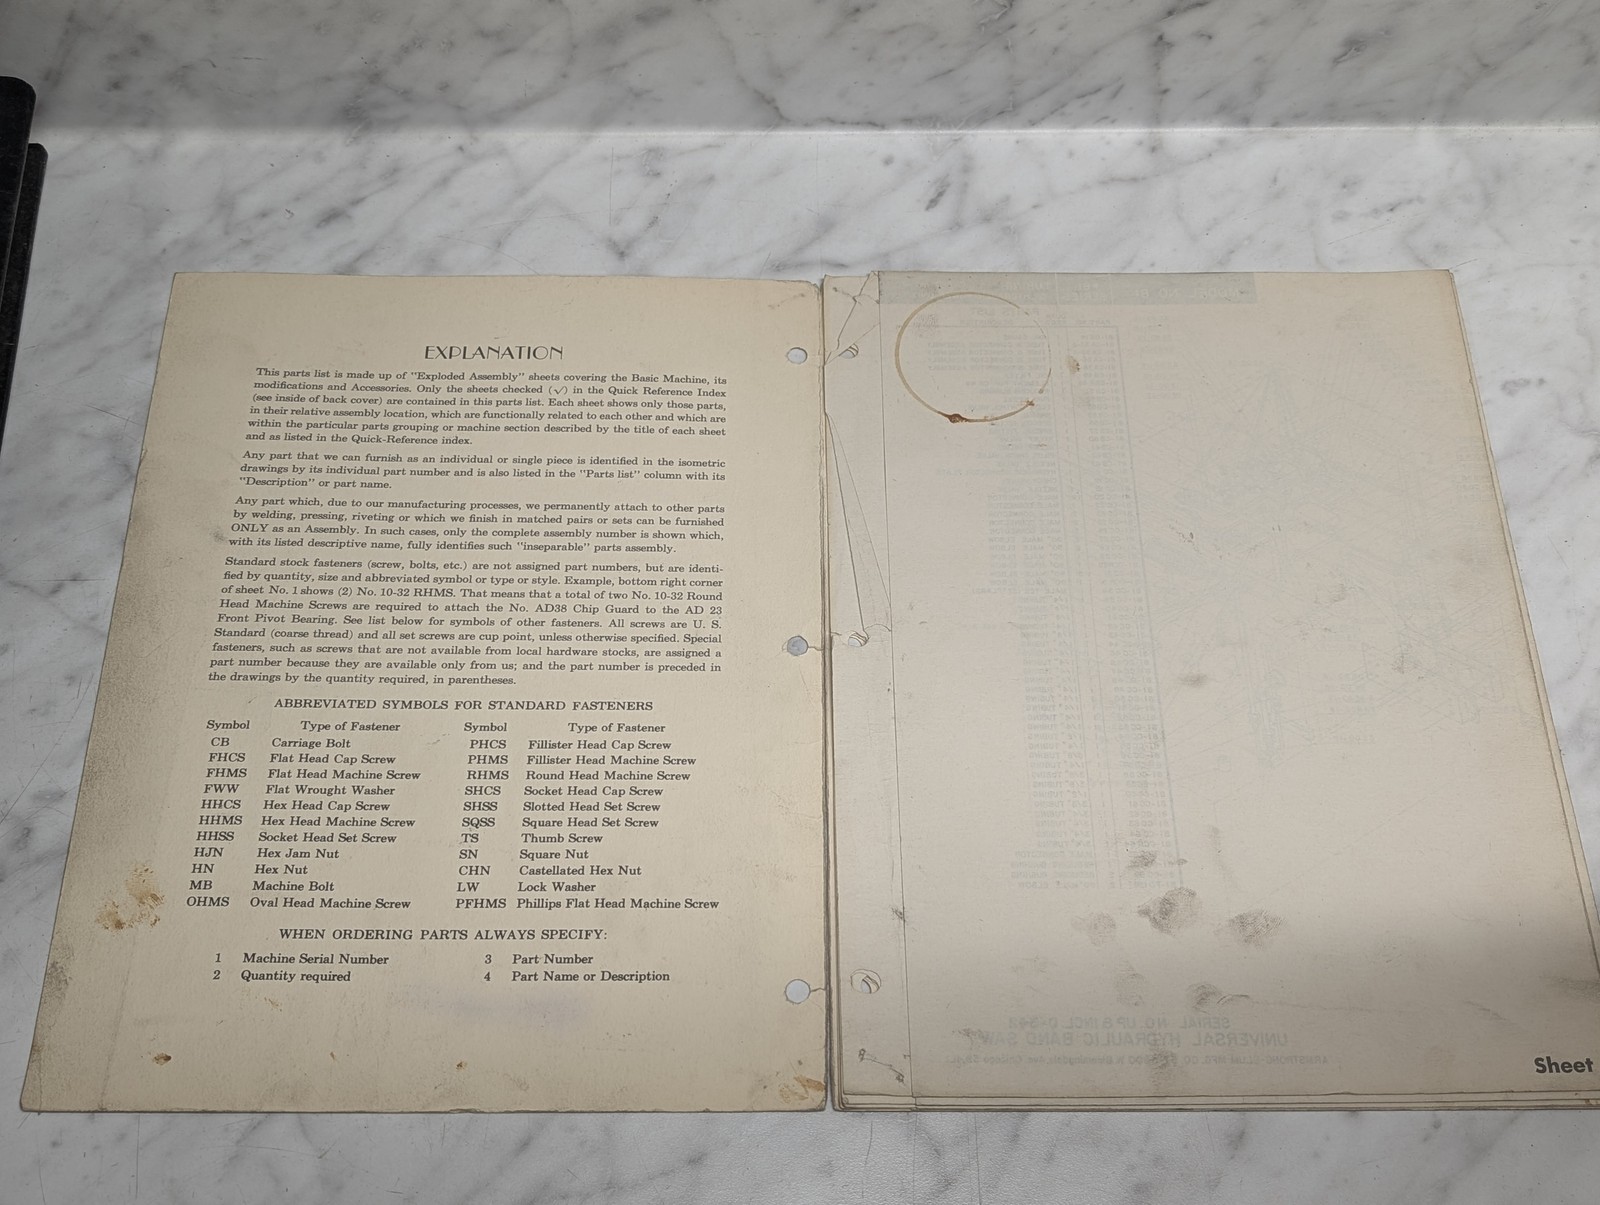 EXPLANATION
This parts list is made up of "Exploded Assembly" sheets covering the Basic Machine, its
modifications and Accessories. Only the sheets checked (✓) in the Quick Reference Index
(see inside of back cover) are contained in this parts list. Each sheet shows only those parts,
in their relative assembly location, which are functionally related to each other and which are
within the particular parts grouping or machine section described by the title of each sheet
and as listed in the Quick-Reference index.
Any part that we can furnish as an individual or single piece is identified in the isometric
drawings by its individual part number and is also listed in the "Parts list" column with its
"Description" or part name.
Any part which, due to our manufacturing processes, we permanently attach to other parts
by welding, pressing, riveting or which we finish in matched pairs or sets can be furnished
ONLY as an Assembly. In such cases, only the complete assembly number is shown which,
with its listed descriptive name, fully identifies such "inseparable" parts assembly.
Standard stock fasteners (screw, bolts, etc.) are not assigned part numbers, but are identi-
fied by quantity, size and abbreviated symbol or type or style. Example, bottom right corner
of sheet No. 1 shows (2) No. 10-32 RHMS. That means that a total of two No. 10-32 Round
Head Machine Screws are required to attach the No. AD38 Chip Guard to the AD 23
Front Pivot Bearing. See list below for symbols of other fasteners. All screws are U. S.
Standard (coarse thread) and all set screws are cup point, unless otherwise specified. Special
fasteners, such as screws that are not available from local hardware stocks, are assigned a
part number because they are available only from us; and the part number is preceded in
the drawings by the quantity required, in parentheses.
ABBREVIATED SYMBOLS FOR STANDARD FASTENERS
Symbol Type of Fastener Symbol Type of Fastener
CB Carriage Bolt PHCS Fillister Head Cap Screw
FHCS Flat Head Cap Screw PHMS Fillister Head Machine Screw
FHMS Flat Head Machine Screw RHMS Round Head Machine Screw
FWW Flat Wrought Washer SHCS Socket Head Cap Screw
HHCS Hex Head Cap Screw SHSS Slotted Head Set Screw
HHMS Hex Head Machine Screw SQSS Square Head Set Screw
HHSS Socket Head Set Screw TS Thumb Screw
HJN Hex Jam Nut SN Square Nut
HN Hex Nut CHN Castellated Hex Nut
MB Machine Bolt LW Lock Washer
OHMS Oval Head Machine Screw PFHMS Phillips Flat Head Machine Screw
WHEN ORDERING PARTS ALWAYS SPECIFY:
1 Machine Serial Number 3 Part Number
2 Quantity required 4 Part Name or Description
SERIAL NO. UP & INCL. D-542
UNIVERSAL HYDRAULIC BAND SAW
Sheet